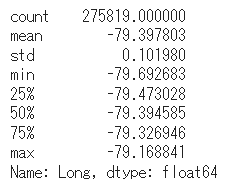 count    275819.000000
mean        -79.397803
std           0.101980
min         -79.692683
25%         -79.473028
50%         -79.394585
75%         -79.326946
max         -79.168841
Name: Long, dtype: float64